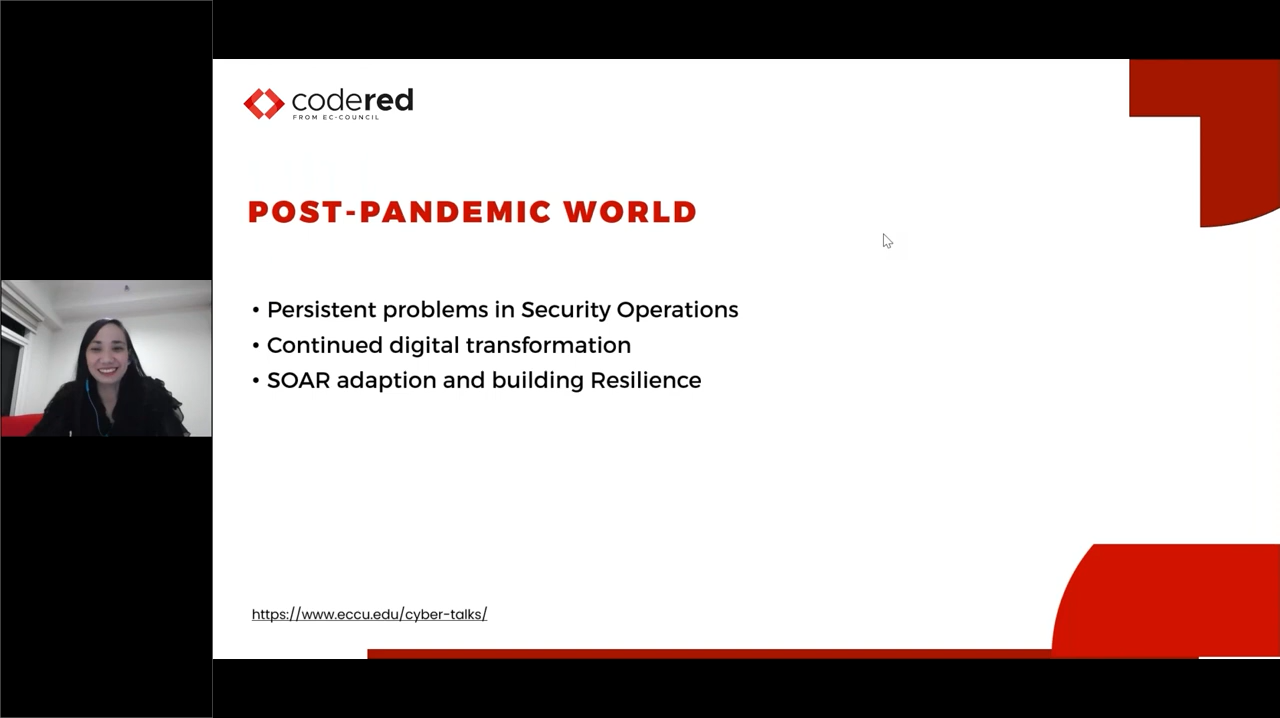 codered
FROM EC-COUNCIL
POST-PANDEMIC WORLD
• Persistent problems in Security Operations
• Continued digital transformation
• SOAR adaption and building Resilience
https://www.eccu.edu/cyber-talks/